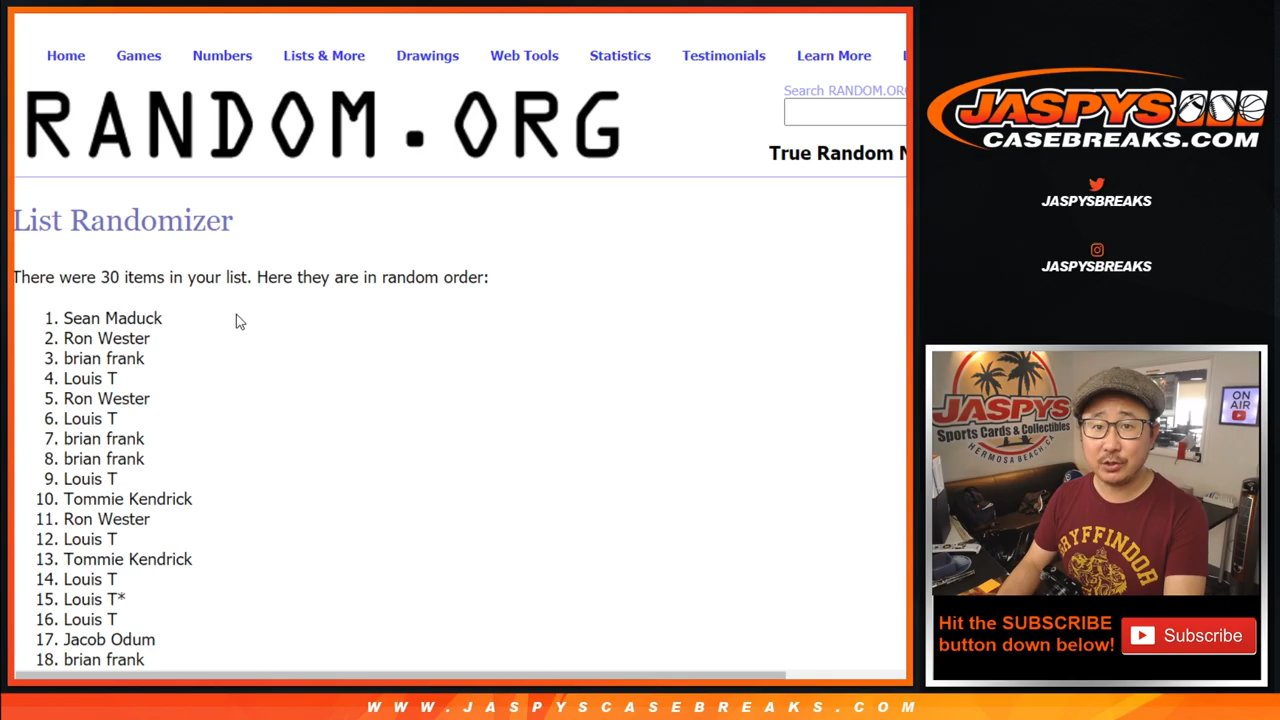 Home Games Numbers Lists & More Drawings Web Tools Statistics Testimonials Learn More
Search RANDOM.OR
RANDOM.ORG
True Random
List Randomizer
There were 30 items in your list. Here they are in random order:
1. Sean Maduck
2. Ron Wester
3. brian frank
4. Louis T
5. Ron Wester
6. Louis T
7. brian frank
8. brian frank
9. Louis T
10. Tommie Kendrick
11. Ron Wester
12. Louis T
13. Tommie Kendrick
14. Louis T
15. Louis T*
16. Louis T
17. Jacob Odum
18. brian frank
JASPYS
CASEBREAKS.COM
JASPYSBREAKS
JASPYSBREAKS
JASPYS
Sports Cards & Collectibles
HERMOSA BEACH, CA
ON
AIR
GRYFFINDOR
Hit the SUBSCRIBE
button down below!
Subscribe
WWW.JASPYSCASEBREAKS.COM